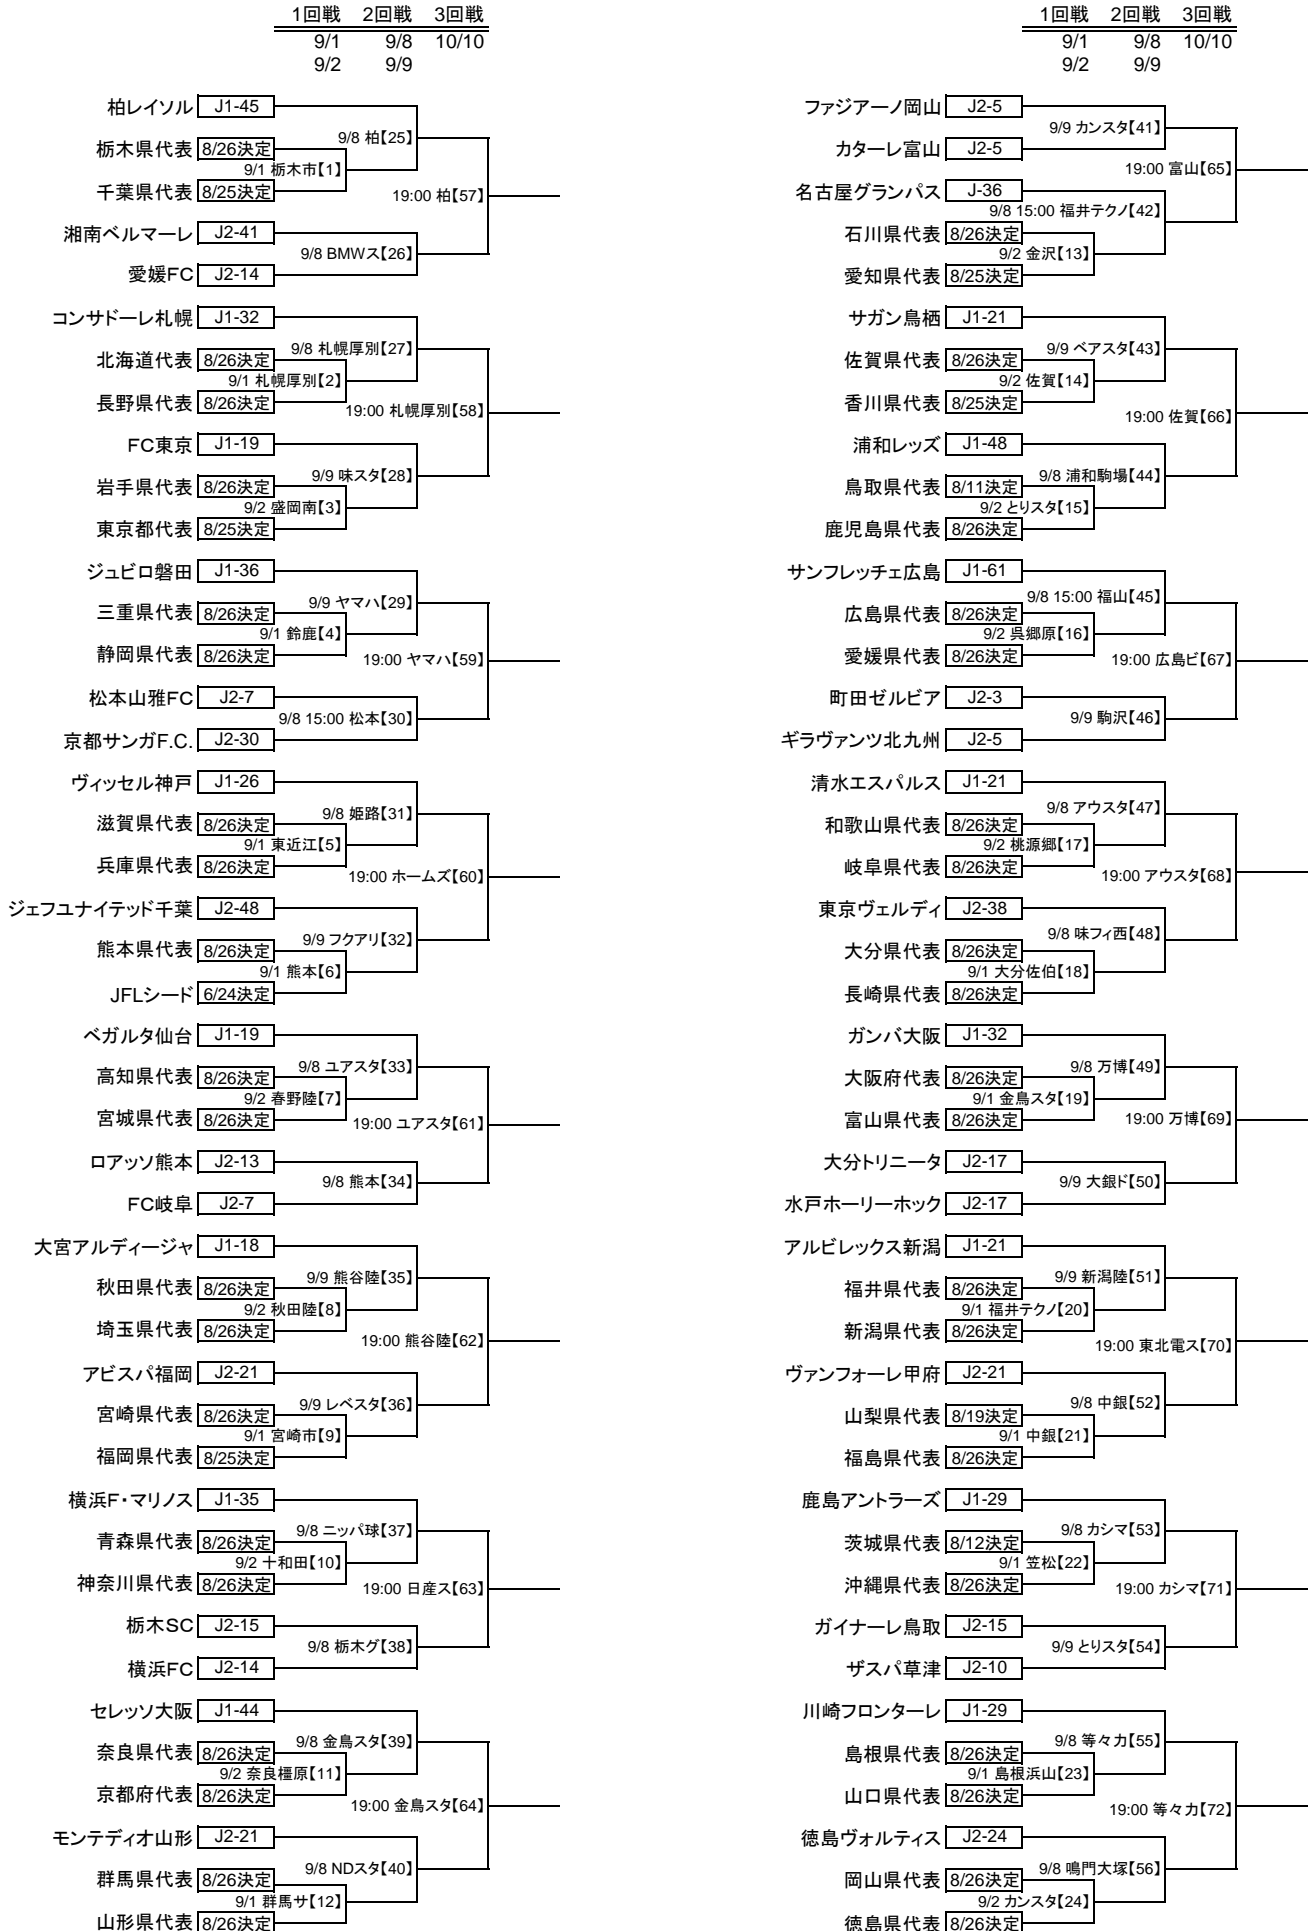 1回戦 2回戦 3回戦
9/1 9/8 10/10
9/2 9/9
柏レイソル J1-45
9/8 柏【25】
栃木県代表 8/26決定
9/1 栃木市【1】
千葉県代表 8/25決定
19:00 柏【57】
湘南ベルマーレ J2-41
9/8 BMWス【26】
愛媛FC J2-14
コンサドーレ札幌 J1-32
9/8 札幌厚別【27】
北海道代表 8/26決定
9/1 札幌厚別【2】
長野県代表 8/26決定
19:00 札幌厚別【58】
FC東京 J1-19
9/9 味スタ【28】
岩手県代表 8/26決定
9/2 盛岡南【3】
東京都代表 8/25決定
ジュビロ磐田 J1-36
9/9 ヤマハ【29】
三重県代表 8/26決定
9/1 鈴鹿【4】
静岡県代表 8/26決定
19:00 ヤマハ【59】
松本山雅FC J2-7
9/8 15:00 松本【30】
京都サンガF.C. J2-30
ヴィッセル神戸 J1-26
9/8 姫路【31】
滋賀県代表 8/26決定
9/1 東近江【5】
兵庫県代表 8/26決定
19:00 ホームズ【60】
ジェフユナイテッド千葉 J2-48
9/9 フクアリ【32】
熊本県代表 8/26決定
9/1 熊本【6】
JFLシード 6/24決定
ベガルタ仙台 J1-19
9/8 ユアスタ【33】
高知県代表 8/26決定
9/2 春野陸【7】
宮城県代表 8/26決定
19:00 ユアスタ【61】
ロアッソ熊本 J2-13
9/8 熊本【34】
FC岐阜 J2-7
大宮アルディージャ J1-18
9/9 熊谷陸【35】
秋田県代表 8/26決定
9/2 秋田陸【8】
埼玉県代表 8/26決定
19:00 熊谷陸【62】
アビスパ福岡 J2-21
9/9 レベスタ【36】
宮崎県代表 8/26決定
9/1 宮崎市【9】
福岡県代表 8/25決定
横浜F・マリノス J1-35
9/8 ニッパ球【37】
青森県代表 8/26決定
9/2 十和田【10】
神奈川県代表 8/26決定
19:00 日産ス【63】
栃木SC J2-15
9/8 栃木グ【38】
横浜FC J2-14
セレッソ大阪 J1-44
9/8 金鳥スタ【39】
奈良県代表 8/26決定
9/2 奈良橿原【11】
京都府代表 8/26決定
19:00 金鳥スタ【64】
モンテディオ山形 J2-21
9/8 NDスタ【40】
群馬県代表 8/26決定
9/1 群馬サ【12】
山形県代表 8/26決定
1回戦 2回戦 3回戦
9/1 9/8 10/10
9/2 9/9
ファジアーノ岡山 J2-5
9/9 カンスタ【41】
カターレ富山 J2-5
19:00 富山【65】
名古屋グランパス J-36
9/8 15:00 福井テクノ【42】
石川県代表 8/26決定
9/2 金沢【13】
愛知県代表 8/25決定
サガン鳥栖 J1-21
9/9 ベアスタ【43】
佐賀県代表 8/26決定
9/2 佐賀【14】
香川県代表 8/25決定
19:00 佐賀【66】
浦和レッズ J1-48
9/8 浦和駒場【44】
鳥取県代表 8/11決定
9/2 とりスタ【15】
鹿児島県代表 8/26決定
サンフレッチェ広島 J1-61
9/8 15:00 福山【45】
広島県代表 8/26決定
9/2 呉郷原【16】
愛媛県代表 8/26決定
19:00 広島ビ【67】
町田ゼルビア J2-3
9/9 駒沢【46】
ギラヴァンツ北九州 J2-5
清水エスパルス J1-21
9/8 アウスタ【47】
和歌山県代表 8/26決定
9/2 桃源郷【17】
岐阜県代表 8/26決定
19:00 アウスタ【68】
東京ヴェルディ J2-38
9/8 味フィ西【48】
大分県代表 8/26決定
9/1 大分佐伯【18】
長崎県代表 8/26決定
ガンバ大阪 J1-32
9/8 万博【49】
大阪府代表 8/26決定
9/1 金鳥スタ【19】
富山県代表 8/26決定
19:00 万博【69】
大分トリニータ J2-17
9/9 大銀ド【50】
水戸ホーリーホック J2-17
アルビレックス新潟 J1-21
9/9 新潟陸【51】
福井県代表 8/26決定
9/1 福井テクノ【20】
新潟県代表 8/26決定
19:00 東北電ス【70】
ヴァンフォーレ甲府 J2-21
9/8 中銀【52】
山梨県代表 8/19決定
9/1 中銀【21】
福島県代表 8/26決定
鹿島アントラーズ J1-29
9/8 カシマ【53】
茨城県代表 8/12決定
9/1 笠松【22】
沖縄県代表 8/26決定
19:00 カシマ【71】
ガイナーレ鳥取 J2-15
9/9 とりスタ【54】
ザスパ草津 J2-10
川崎フロンターレ J1-29
9/8 等々力【55】
島根県代表 8/26決定
9/1 島根浜山【23】
山口県代表 8/26決定
19:00 等々力【72】
徳島ヴォルティス J2-24
9/8 鳴門大塚【56】
岡山県代表 8/26決定
9/2 カンスタ【24】
徳島県代表 8/26決定